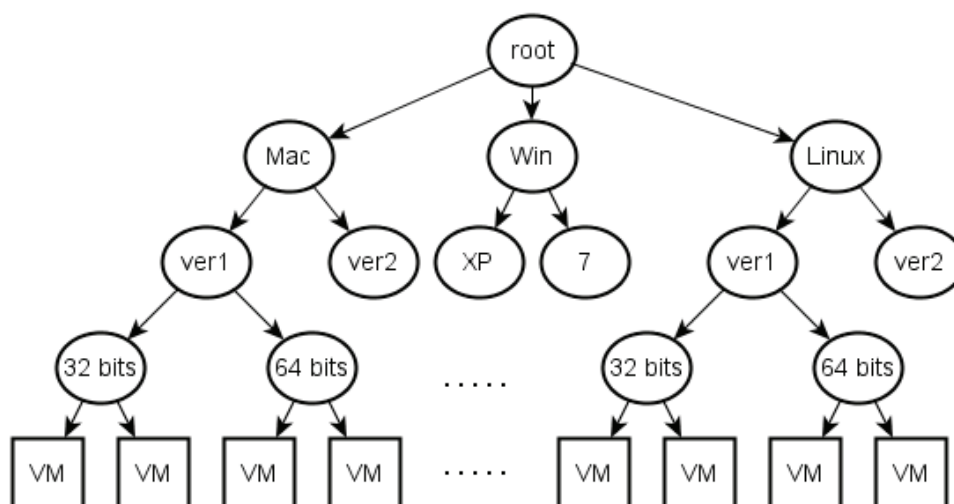 root
Mac
Win
Linux
ver1
ver2
XP
7
ver1
ver2
32 bits
64 bits
.....
32 bits
64 bits
VM
VM
VM
VM
.....
VM
VM
VM
VM